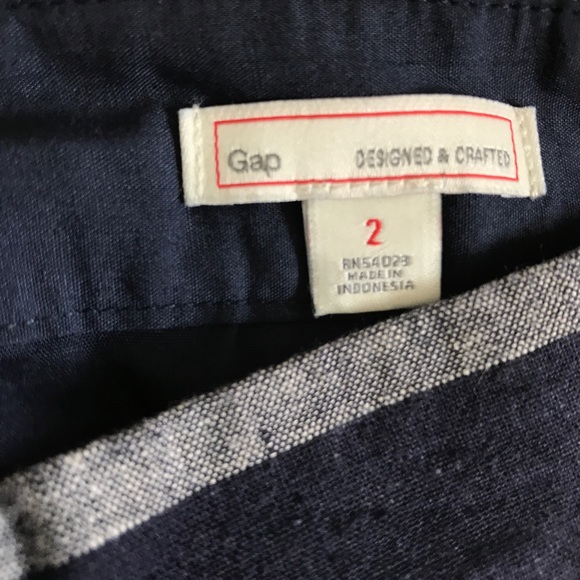 Gap DESIGNED & CRAFTED
2
RN54023
MADE IN
INDONESIA